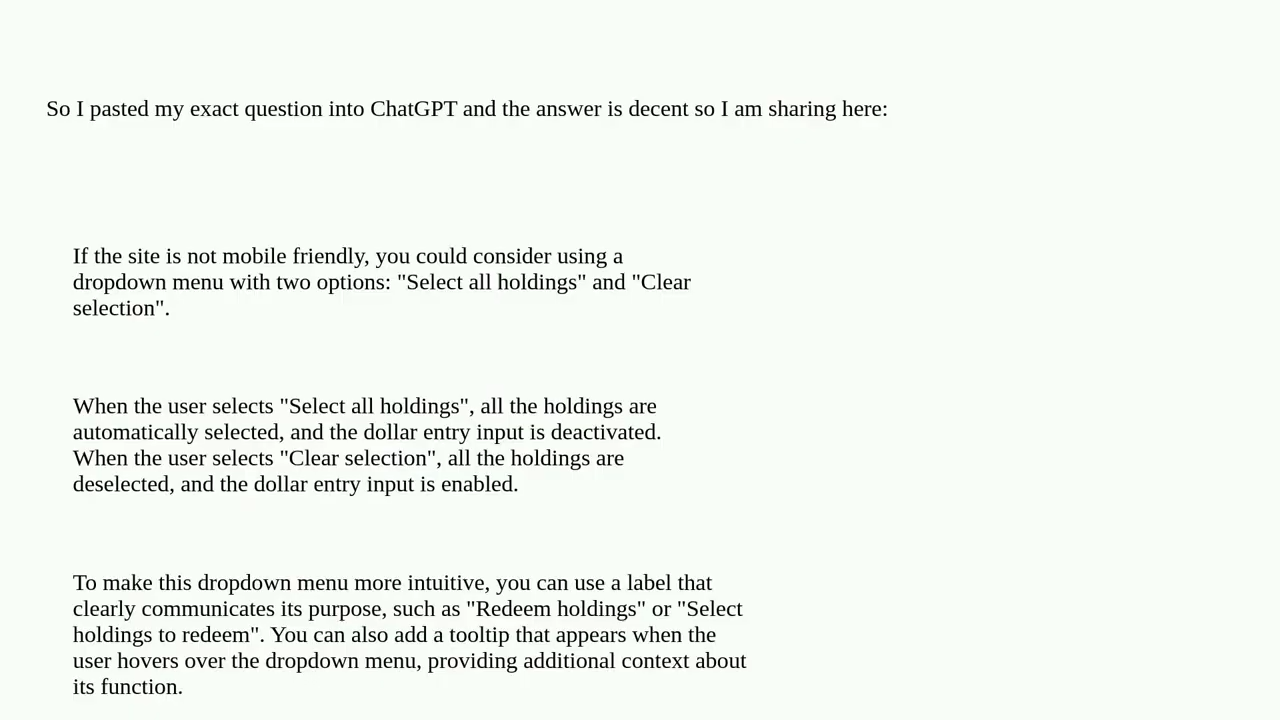 So I pasted my exact question into ChatGPT and the answer is decent so I am sharing here:
If the site is not mobile friendly, you could consider using a
dropdown menu with two options: "Select all holdings" and "Clear
selection".
When the user selects "Select all holdings", all the holdings are
automatically selected, and the dollar entry input is deactivated.
When the user selects "Clear selection", all the holdings are
deselected, and the dollar entry input is enabled.
To make this dropdown menu more intuitive, you can use a label that
clearly communicates its purpose, such as "Redeem holdings" or "Select
holdings to redeem". You can also add a tooltip that appears when the
user hovers over the dropdown menu, providing additional context about
its function.